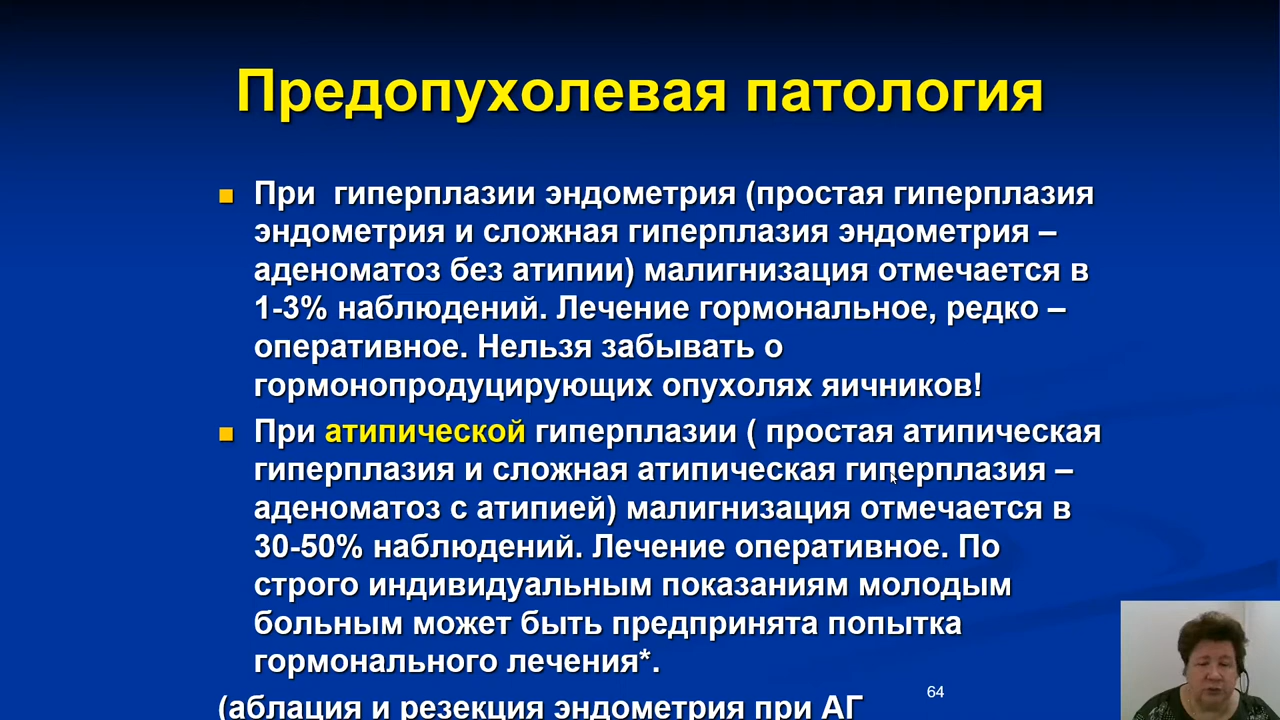 Предопухолевая патология
При гиперплазии эндометрия (простая гиперплазия
эндометрия и сложная гиперплазия эндометрия –
аденоматоз без атипии) малигнизация отмечается в
1-3% наблюдений. Лечение гормональное, редко –
оперативное. Нельзя забывать о
гормонопродуцирующих опухолях яичников!
При атипической гиперплазии ( простая атипическая
гиперплазия и сложная атипическая гиперплазия –
аденоматоз с атипией) малигнизация отмечается в
30-50% наблюдений. Лечение оперативное. По
строго индивидуальным показаниям молодым
больным может быть предпринята попытка
гормонального лечения*.
(аблация и резекция эндометрия при АГ
64